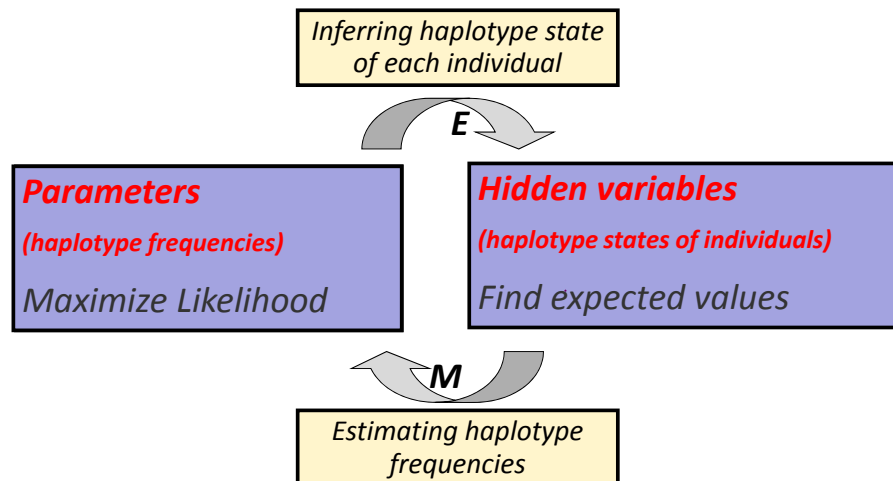 Inferring haplotype state
of each individual
E
Parameters
(haplotype frequencies)
Maximize Likelihood
Hidden variables
(haplotype states of individuals)
Find expected values
M
Estimating haplotype
frequencies